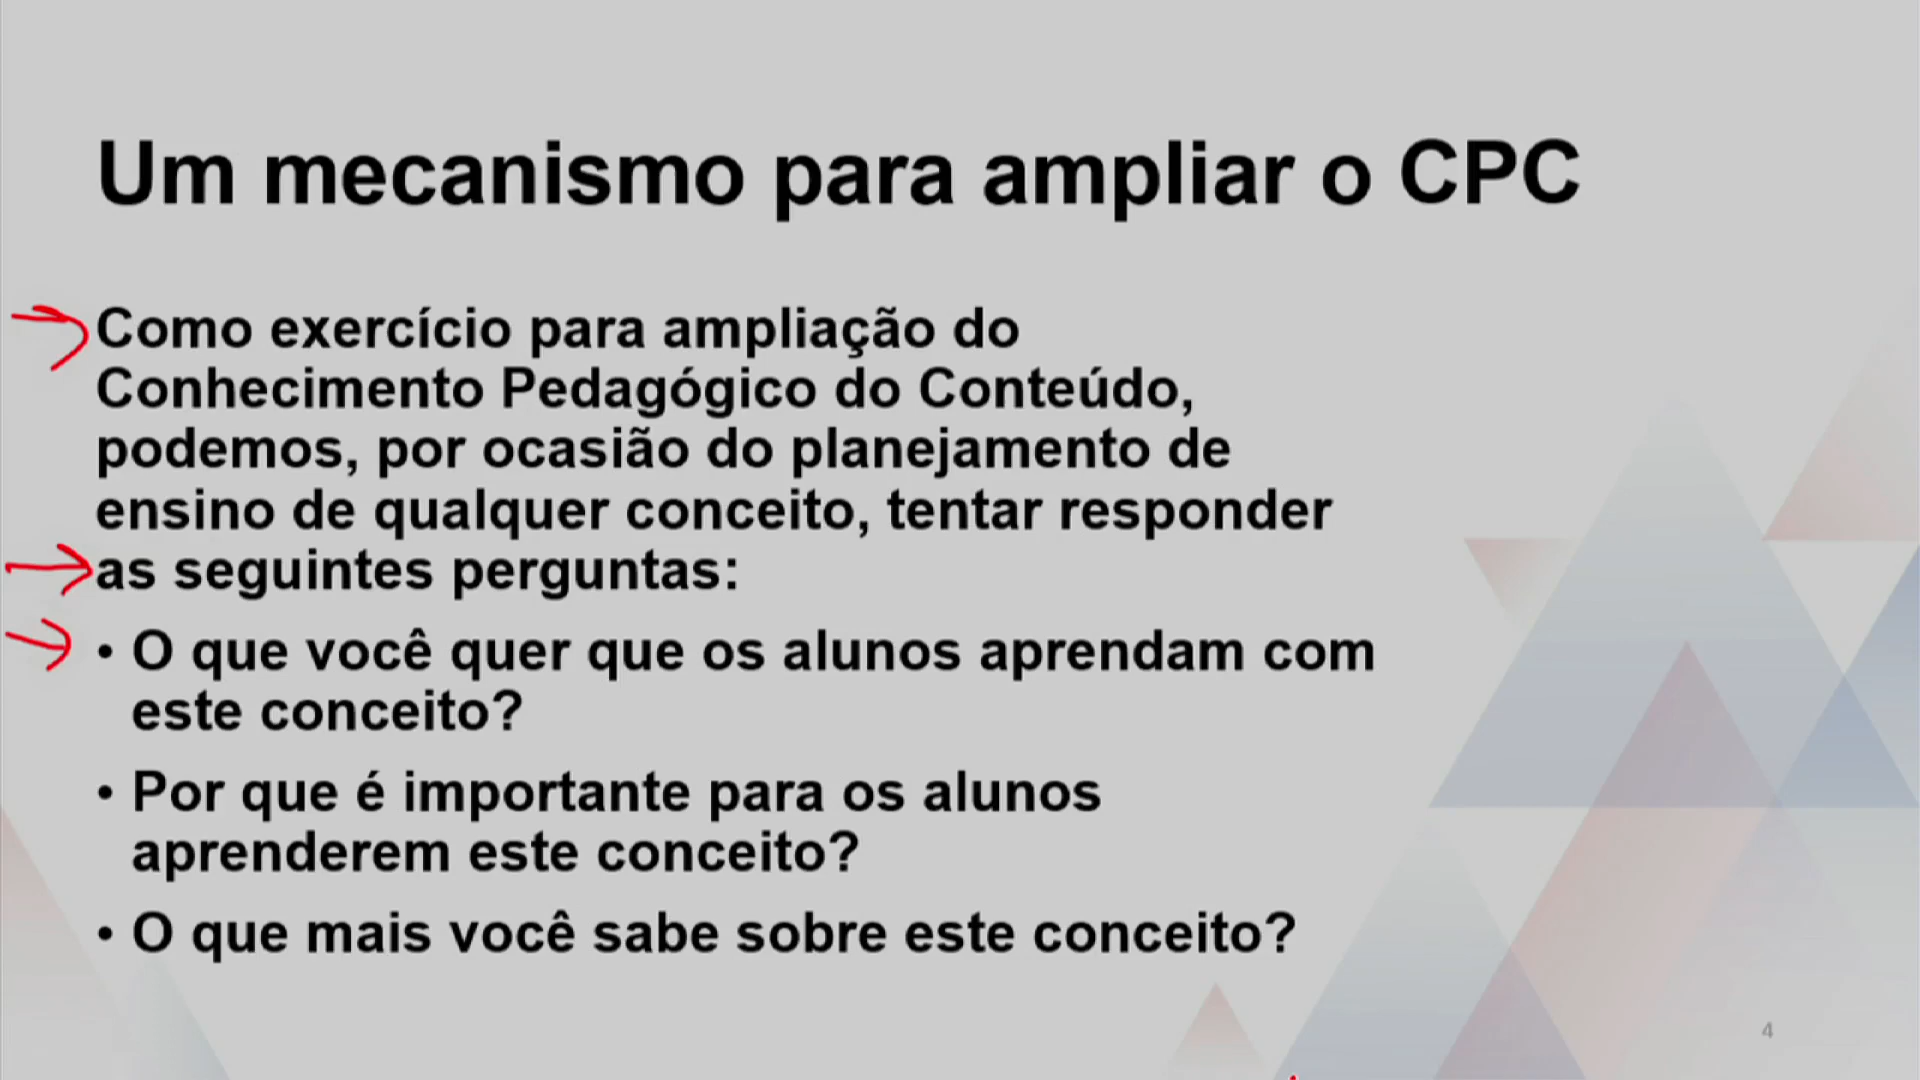 Um mecanismo para ampliar o CPC
Como exercício para ampliação do
Conhecimento Pedagógico do Conteúdo,
podemos, por ocasião do planejamento de
ensino de qualquer conceito, tentar responder
as seguintes perguntas:
• O que você quer que os alunos aprendam com
este conceito?
• Por que é importante para os alunos
aprenderem este conceito?
• O que mais você sabe sobre este conceito?
4